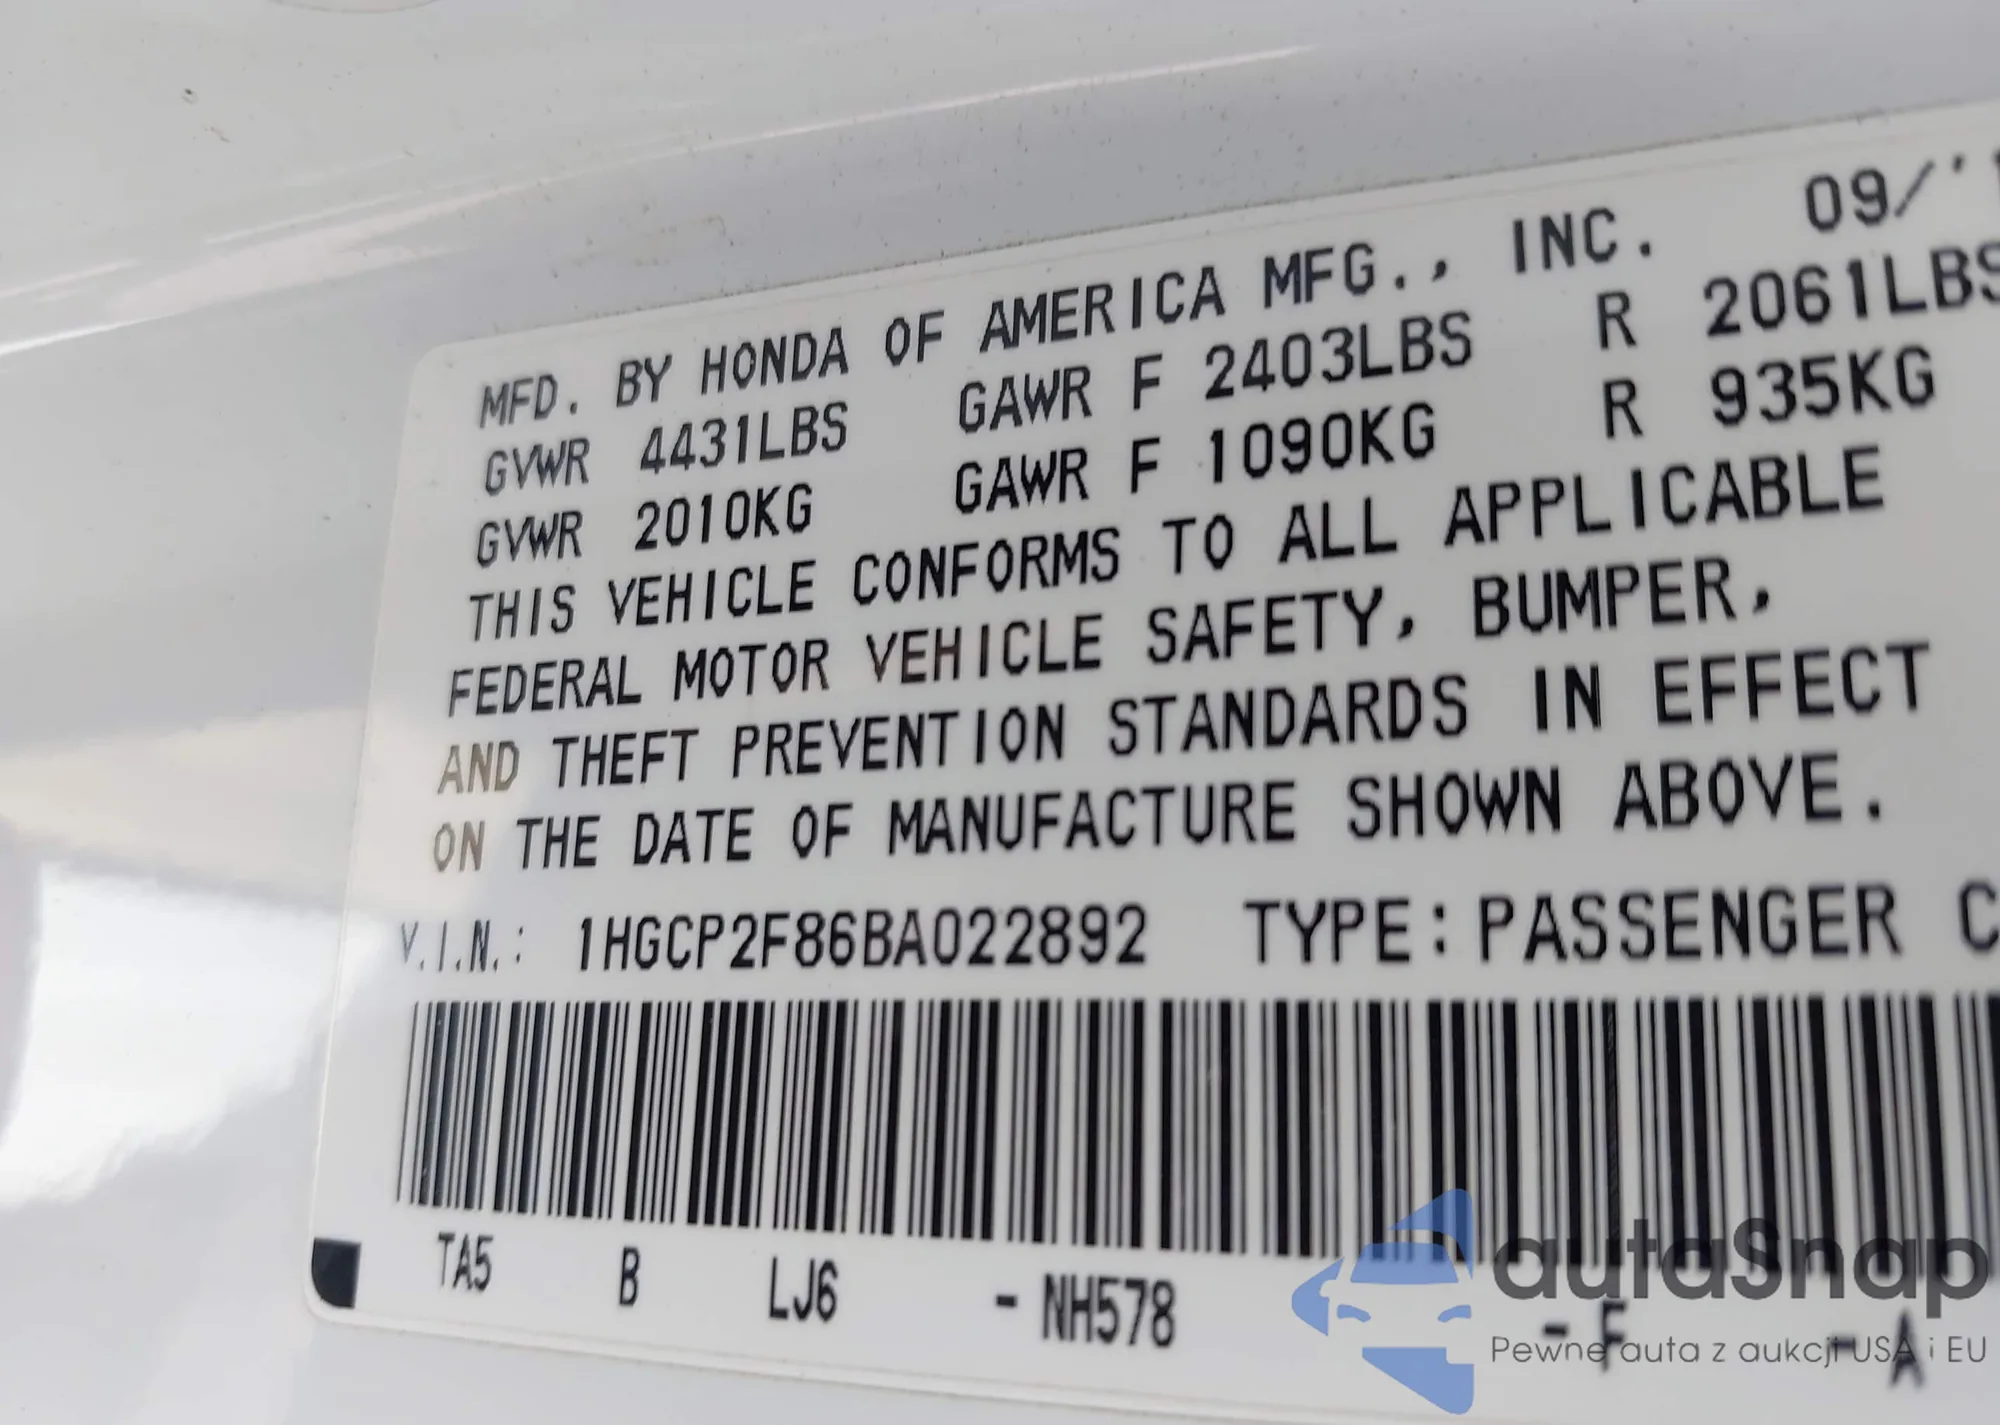 MFD. BY HONDA OF AMERICA MFG., INC. 09/'1
GVWR 4431LBS GAWR F 2403LBS R 2061LBS
GVWR 2010KG GAWR F 1090KG R 935KG
THIS VEHICLE CONFORMS TO ALL APPLICABLE
FEDERAL MOTOR VEHICLE SAFETY, BUMPER,
AND THEFT PREVENTION STANDARDS IN EFFECT
ON THE DATE OF MANUFACTURE SHOWN ABOVE.
V.I.N.: 1HGCP2F86BA022892 TYPE:PASSENGER C
TA5 B LJ6 - NH578 - F - A
autaSnap
Pewne auta z aukcji USA i EU